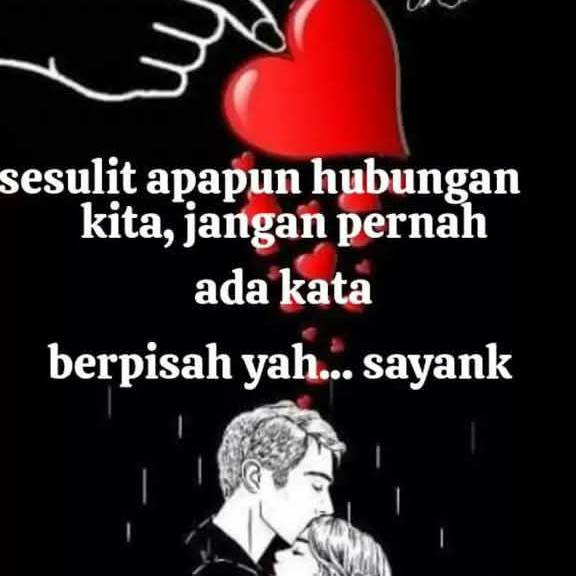 sesulit apapun hubungan
kita, jangan pernah
ada kata
berpisah yah... sayank